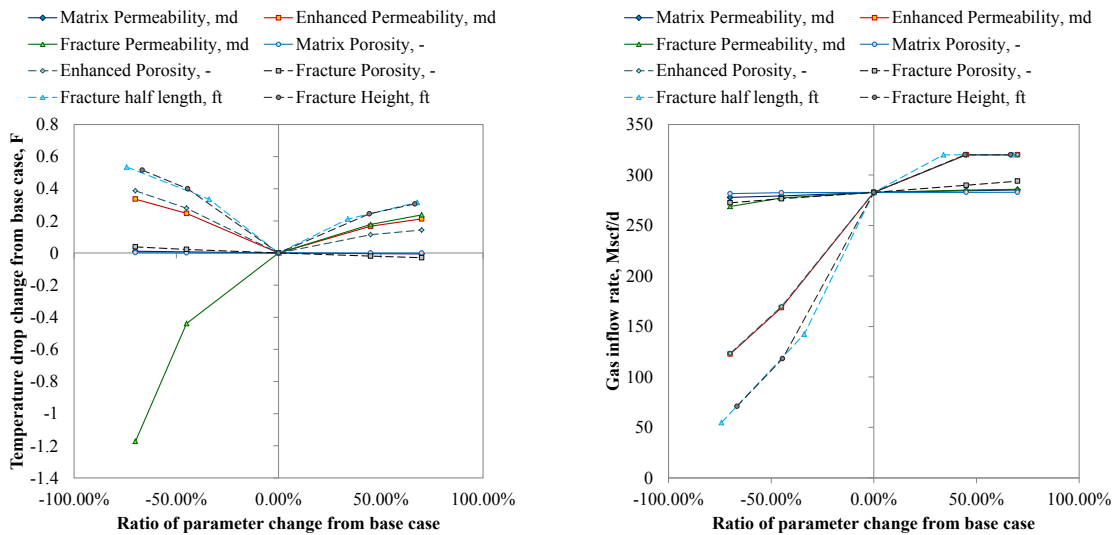 Matrix Permeability, md Enhanced Permeability, md
Fracture Permeability, md Matrix Porosity, -
Enhanced Porosity, - Fracture Porosity, -
Fracture half length, ft Fracture Height, ft
0.8
0.6
0.4
0.2
0
-0.2
-0.4
-0.6
-0.8
-1
-1.2
-1.4
Temperature drop change from base case, F
-100.00% -50.00% 0.00% 50.00% 100.00%
Ratio of parameter change from base case
Matrix Permeability, md Enhanced Permeability, md
Fracture Permeability, md Matrix Porosity, -
Enhanced Porosity, - Fracture Porosity, -
Fracture half length, ft Fracture Height, ft
350
300
250
200
150
100
50
0
Gas inflow rate, Mscf/d
-100.00% -50.00% 0.00% 50.00% 100.00%
Ratio of parameter change from base case